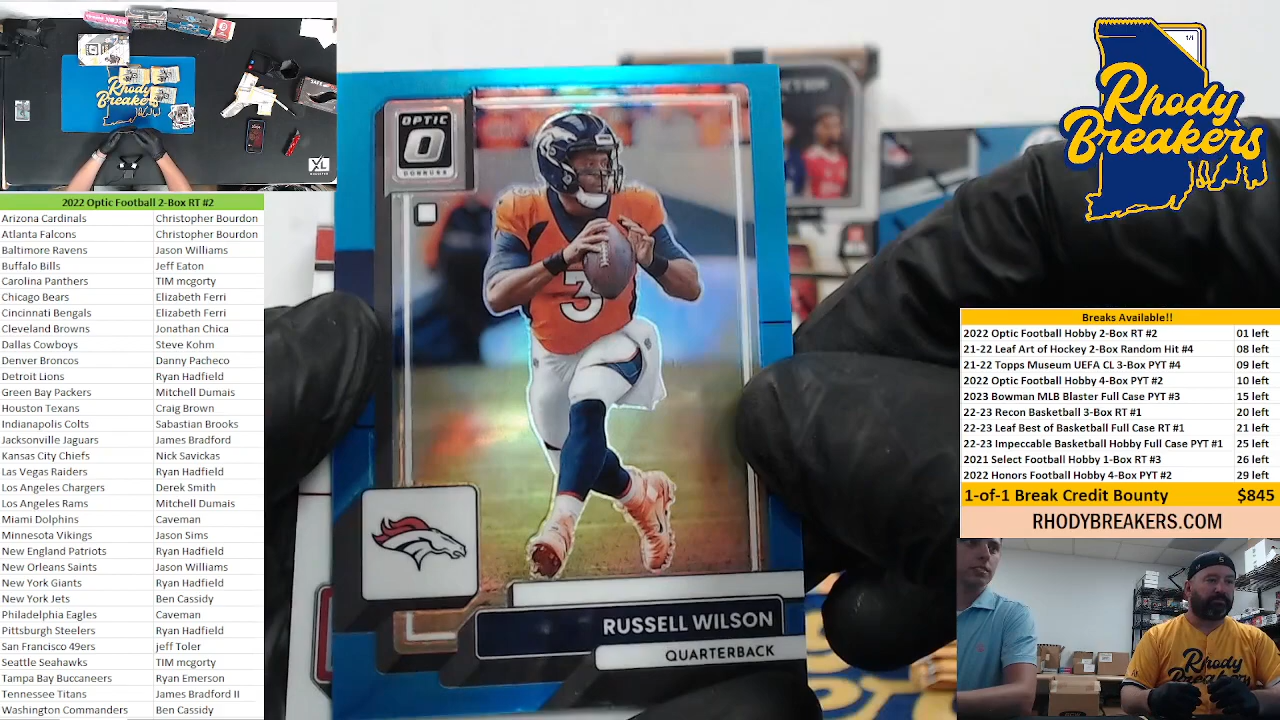 2022 Optic Football 2-Box RT #2
Arizona Cardinals Christopher Bourdon
Atlanta Falcons Christopher Bourdon
Baltimore Ravens Jason Williams
Buffalo Bills Jeff Eaton
Carolina Panthers TIM mcgorty
Chicago Bears Elizabeth Ferri
Cincinnati Bengals Elizabeth Ferri
Cleveland Browns Jonathan Chica
Dallas Cowboys Steve Kohm
Denver Broncos Danny Pacheco
Detroit Lions Ryan Hadfield
Green Bay Packers Mitchell Dumais
Houston Texans Craig Brown
Indianapolis Colts Sabastian Brooks
Jacksonville Jaguars James Bradford
Kansas City Chiefs Nick Savickas
Las Vegas Raiders Ryan Hadfield
Los Angeles Chargers Derek Smith
Los Angeles Rams Mitchell Dumais
Miami Dolphins Caveman
Minnesota Vikings Jason Sims
New England Patriots Ryan Hadfield
New Orleans Saints Jason Williams
New York Giants Ryan Hadfield
New York Jets Ben Cassidy
Philadelphia Eagles Caveman
Pittsburgh Steelers Ryan Hadfield
San Francisco 49ers jeff Toler
Seattle Seahawks TIM mcgorty
Tampa Bay Buccaneers Ryan Emerson
Tennessee Titans James Bradford II
Washington Commanders Ben Cassidy
Rhody
Breakers
XL
OPTIC
DONRUSS
3
RUSSELL WILSON
QUARTERBACK
1/1
Rhody
Breakers
Breaks Available!!
2022 Optic Football Hobby 2-Box RT #2 01 left
21-22 Leaf Art of Hockey 2-Box Random Hit #4 08 left
21-22 Topps Museum UEFA CL 3-Box PYT #4 09 left
2022 Optic Football Hobby 4-Box PYT #2 10 left
2023 Bowman MLB Blaster Full Case PYT #3 15 left
22-23 Recon Basketball 3-Box RT #1 20 left
22-23 Leaf Best of Basketball Full Case RT #1 21 left
22-23 Impeccable Basketball Hobby Full Case PYT #1 25 left
2021 Select Football Hobby 1-Box RT #3 26 left
2022 Honors Football Hobby 4-Box PYT #2 29 left
1-of-1 Break Credit Bounty $845
RHODYBREAKERS.COM
Rhody
Breakers